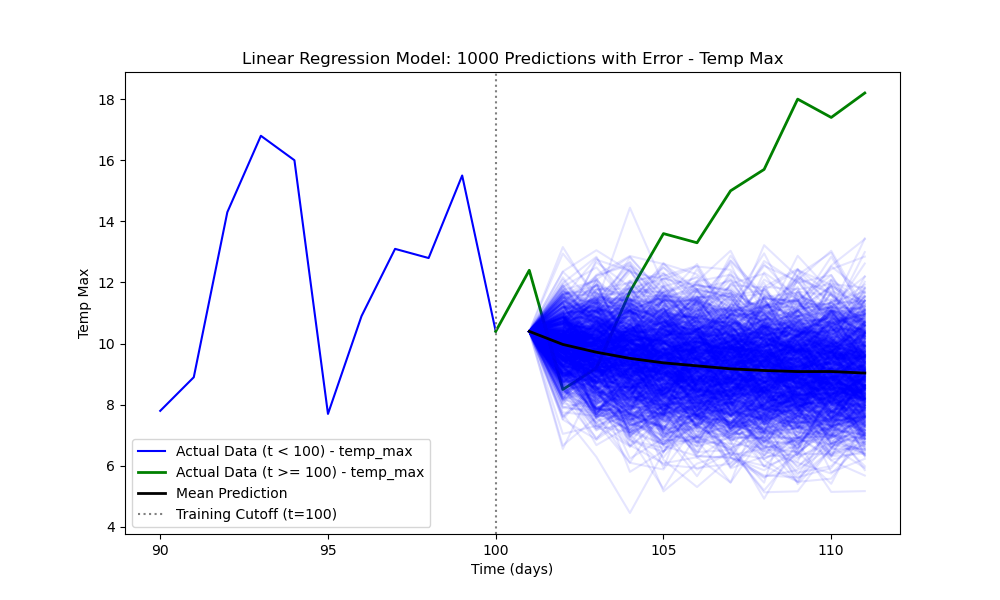 Linear Regression Model: 1000 Predictions with Error - Temp Max
Temp Max
18
16
14
12
10
8
6
4
Actual Data (t < 100) - temp_max
Actual Data (t >= 100) - temp_max
Mean Prediction
Training Cutoff (t=100)
90
95
100
105
110
Time (days)